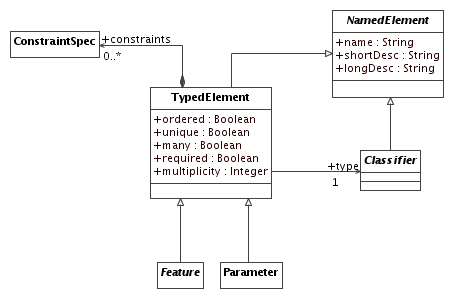 NamedElement
+name : String
+shortDesc : String
+longDesc : String
ConstraintSpec
+constraints
0..*
TypedElement
+ordered : Boolean
+unique : Boolean
+many : Boolean
+required : Boolean
+multiplicity : Integer
+type
1
Classifier
Feature
Parameter